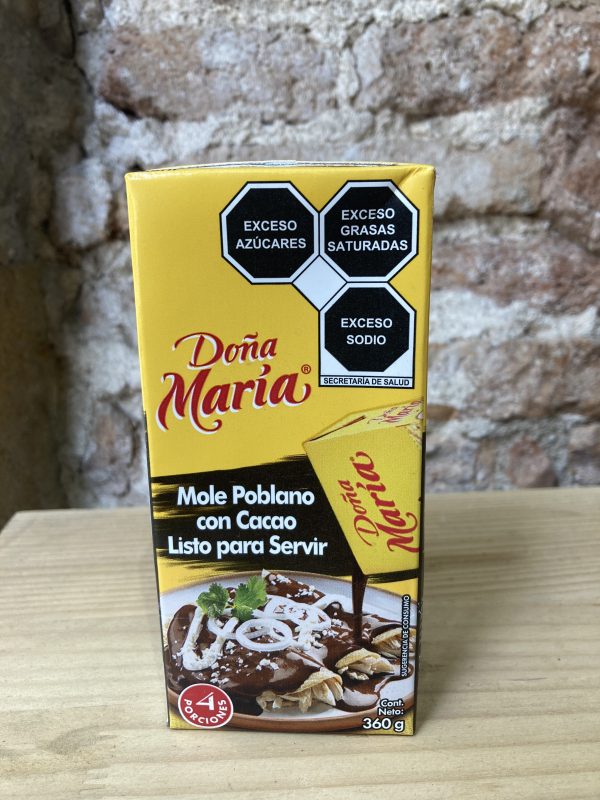 EXCESO
AZÚCARES
EXCESO
GRASAS
SATURADAS
EXCESO
SODIO
SECRETARÍA DE SALUD
Doña
María®
Doña
María
Mole Poblano
con Cacao
Listo para Servir
SUGERENCIA DE CONSUMO
4
PORCIONES
Cont.
Neto:
360 g